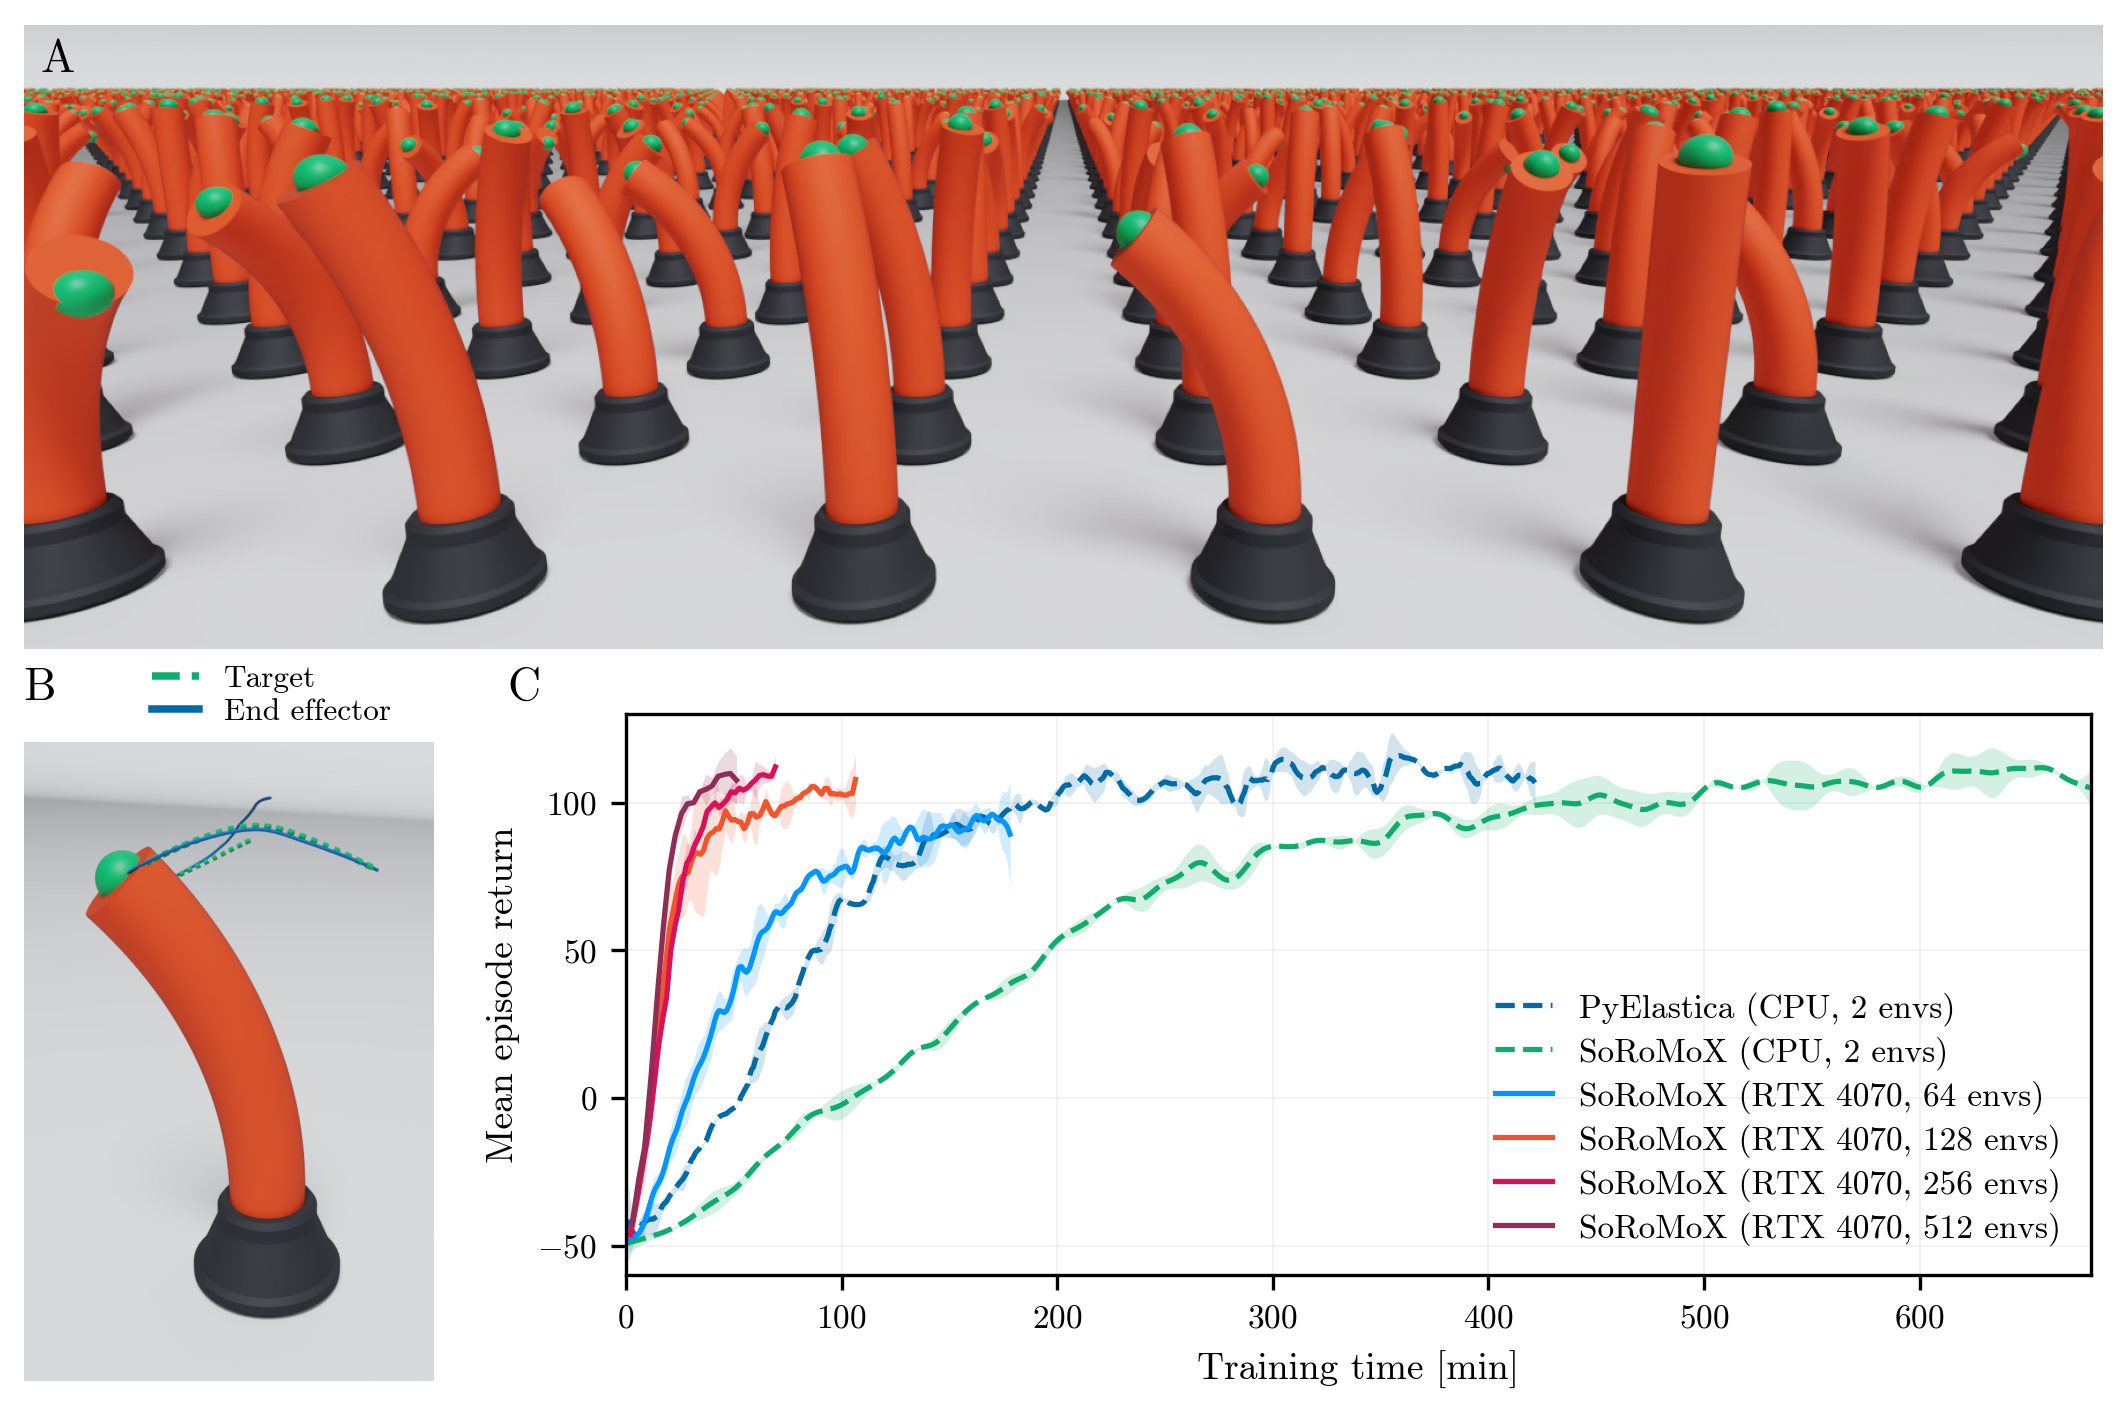 A
B
Target
End effector
C
Mean episode return
100
50
0
−50
PyElastica (CPU, 2 envs)
SoRoMoX (CPU, 2 envs)
SoRoMoX (RTX 4070, 64 envs)
SoRoMoX (RTX 4070, 128 envs)
SoRoMoX (RTX 4070, 256 envs)
SoRoMoX (RTX 4070, 512 envs)
0 100 200 300 400 500 600
Training time [min]